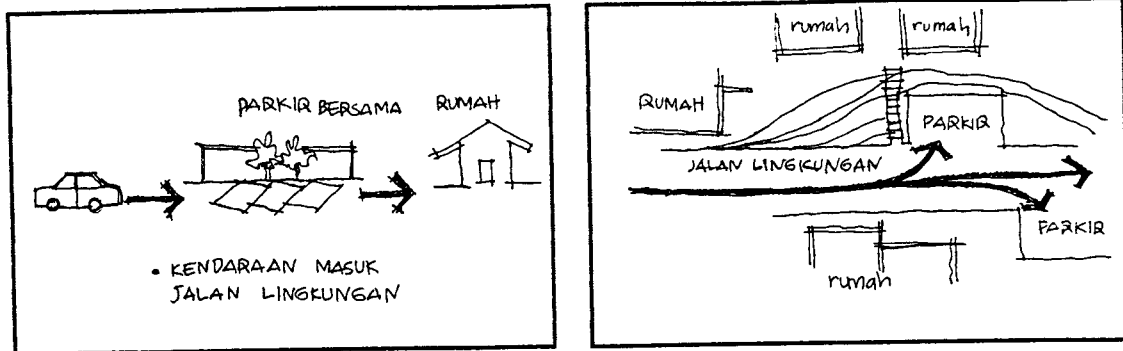 PARKIR BERSAMA
RUMAH
• KENDARAAN MASUK
JALAN LINGKUNGAN
rumah
rumah
RUMAH
PARKIR
JALAN LINGKUNGAN
PARKIR
rumah